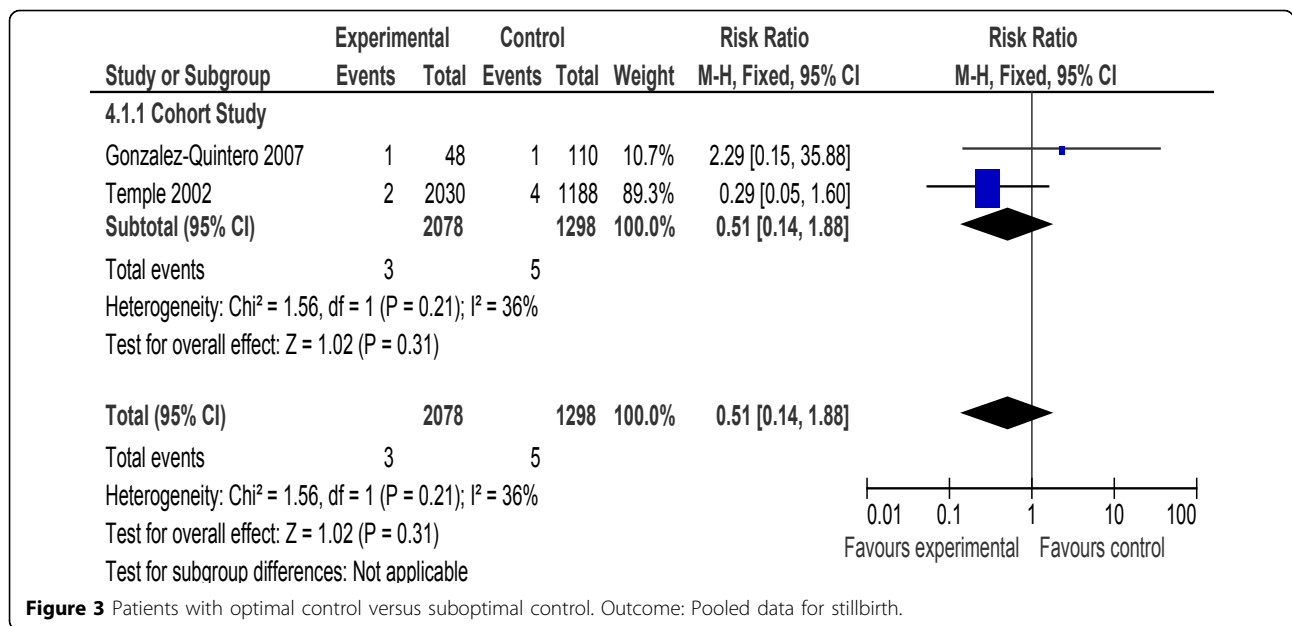 Experimental Control Risk Ratio Risk Ratio
Study or Subgroup Events Total Events Total Weight M-H, Fixed, 95% CI M-H, Fixed, 95% CI
4.1.1 Cohort Study
Gonzalez-Quintero 2007 1 48 1 110 10.7% 2.29 [0.15, 35.88]
Temple 2002 2 2030 4 1188 89.3% 0.29 [0.05, 1.60]
Subtotal (95% CI) 2078 1298 100.0% 0.51 [0.14, 1.88]
Total events 3 5
Heterogeneity: Chi² = 1.56, df = 1 (P = 0.21); I² = 36%
Test for overall effect: Z = 1.02 (P = 0.31)
Total (95% CI) 2078 1298 100.0% 0.51 [0.14, 1.88]
Total events 3 5
Heterogeneity: Chi² = 1.56, df = 1 (P = 0.21); I² = 36%
Test for overall effect: Z = 1.02 (P = 0.31)
Test for subgroup differences: Not applicable
0.01 0.1 1 10 100
Favours experimental Favours control
Figure 3 Patients with optimal control versus suboptimal control. Outcome: Pooled data for stillbirth.